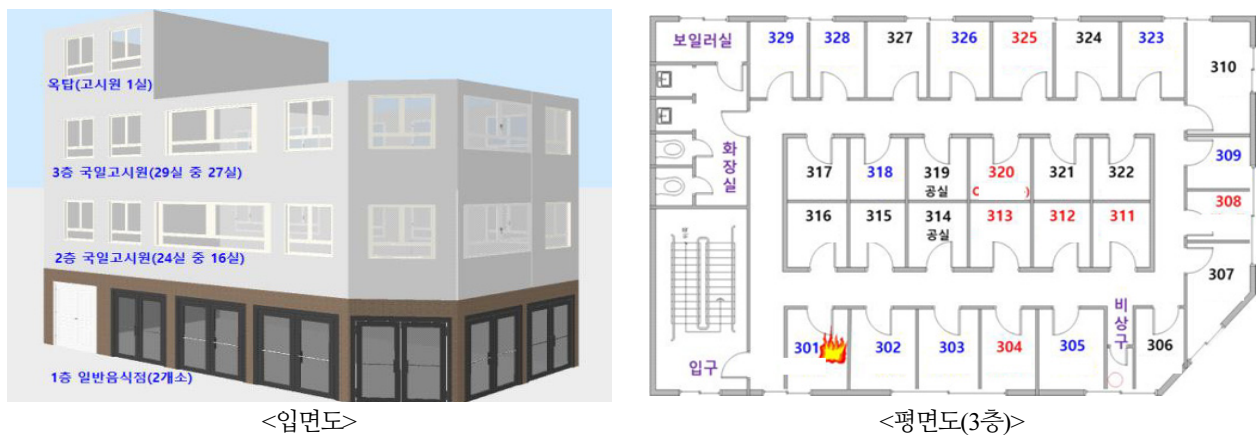 옥탑(고시원 1실)
3층 국일고시원(29실 중 27실)
2층 국일고시원(24실 중 16실)
1층 일반음식점(2개소)
<입면도>
보일러실 329 328 327 326 325 324 323
310
화장실
309
317 318 319 320 321 322
공실
308
316 315 314 313 312 311
공실
307
비상구
301 302 303 304 305 306
입구
<평면도(3층)>